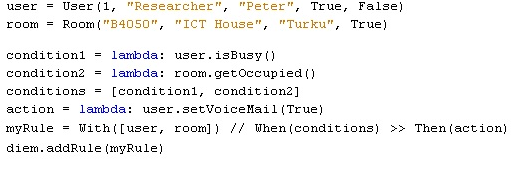 user = User(1, "Researcher", "Peter", True, False)
room = Room("B4050", "ICT House", "Turku", True)
condition1 = lambda: user.isBusy()
condition2 = lambda: room.getOccupied()
conditions = [condition1, condition2]
action = lambda: user.setVoiceMail(True)
myRule = With([user, room]) // When(conditions) >> Then(action)
diem.addRule(myRule)